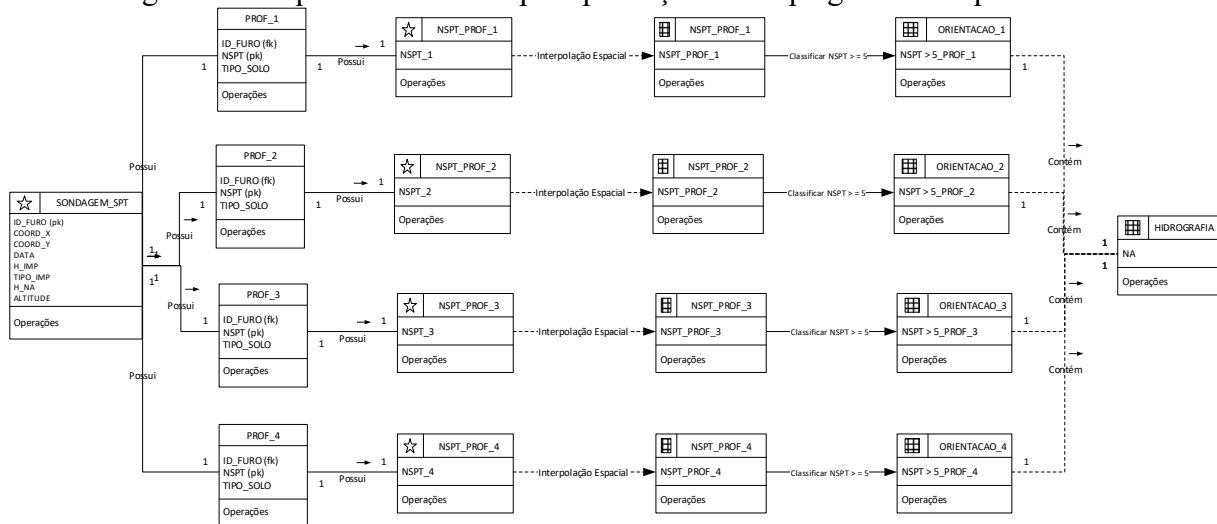 PROF_1
ID_FURO (fk)
NSPT (pk)
TIPO_SOLO
Operações
1
1
Possui
1
NSPT_PROF_1
NSPT_1
Operações
Interpolação Espacial
NSPT_PROF_1
NSPT_PROF_1
Operações
Classificar NSPT > = 5
ORIENTACAO_1
NSPT > 5_PROF_1
Operações
1
Possui
Contém
PROF_2
ID_FURO (fk)
NSPT (pk)
TIPO_SOLO
Operações
1
1
Possui
1
NSPT_PROF_2
NSPT_2
Operações
Interpolação Espacial
NSPT_PROF_2
NSPT_PROF_2
Operações
Classificar NSPT > = 5
ORIENTACAO_2
NSPT > 5_PROF_2
Operações
1
Possui
Contém
SONDAGEM_SPT
ID_FURO (pk)
COORD_X
COORD_Y
DATA
H_IMP
TIPO_IMP
H_NA
ALTITUDE
Operações
1
1
1
1
HIDROGRAFIA
NA
Operações
1
1
PROF_3
ID_FURO (fk)
NSPT (pk)
TIPO_SOLO
Operações
Possui
1
1
Possui
1
NSPT_PROF_3
NSPT_3
Operações
Interpolação Espacial
NSPT_PROF_3
NSPT_PROF_3
Operações
Classificar NSPT > = 5
ORIENTACAO_3
NSPT > 5_PROF_3
Operações
1
Contém
Possui
Contém
PROF_4
ID_FURO (fk)
NSPT (pk)
TIPO_SOLO
Operações
1
1
Possui
1
NSPT_PROF_4
NSPT_4
Operações
Interpolação Espacial
NSPT_PROF_4
NSPT_PROF_4
Operações
Classificar NSPT > = 5
ORIENTACAO_4
NSPT > 5_PROF_4
Operações
1